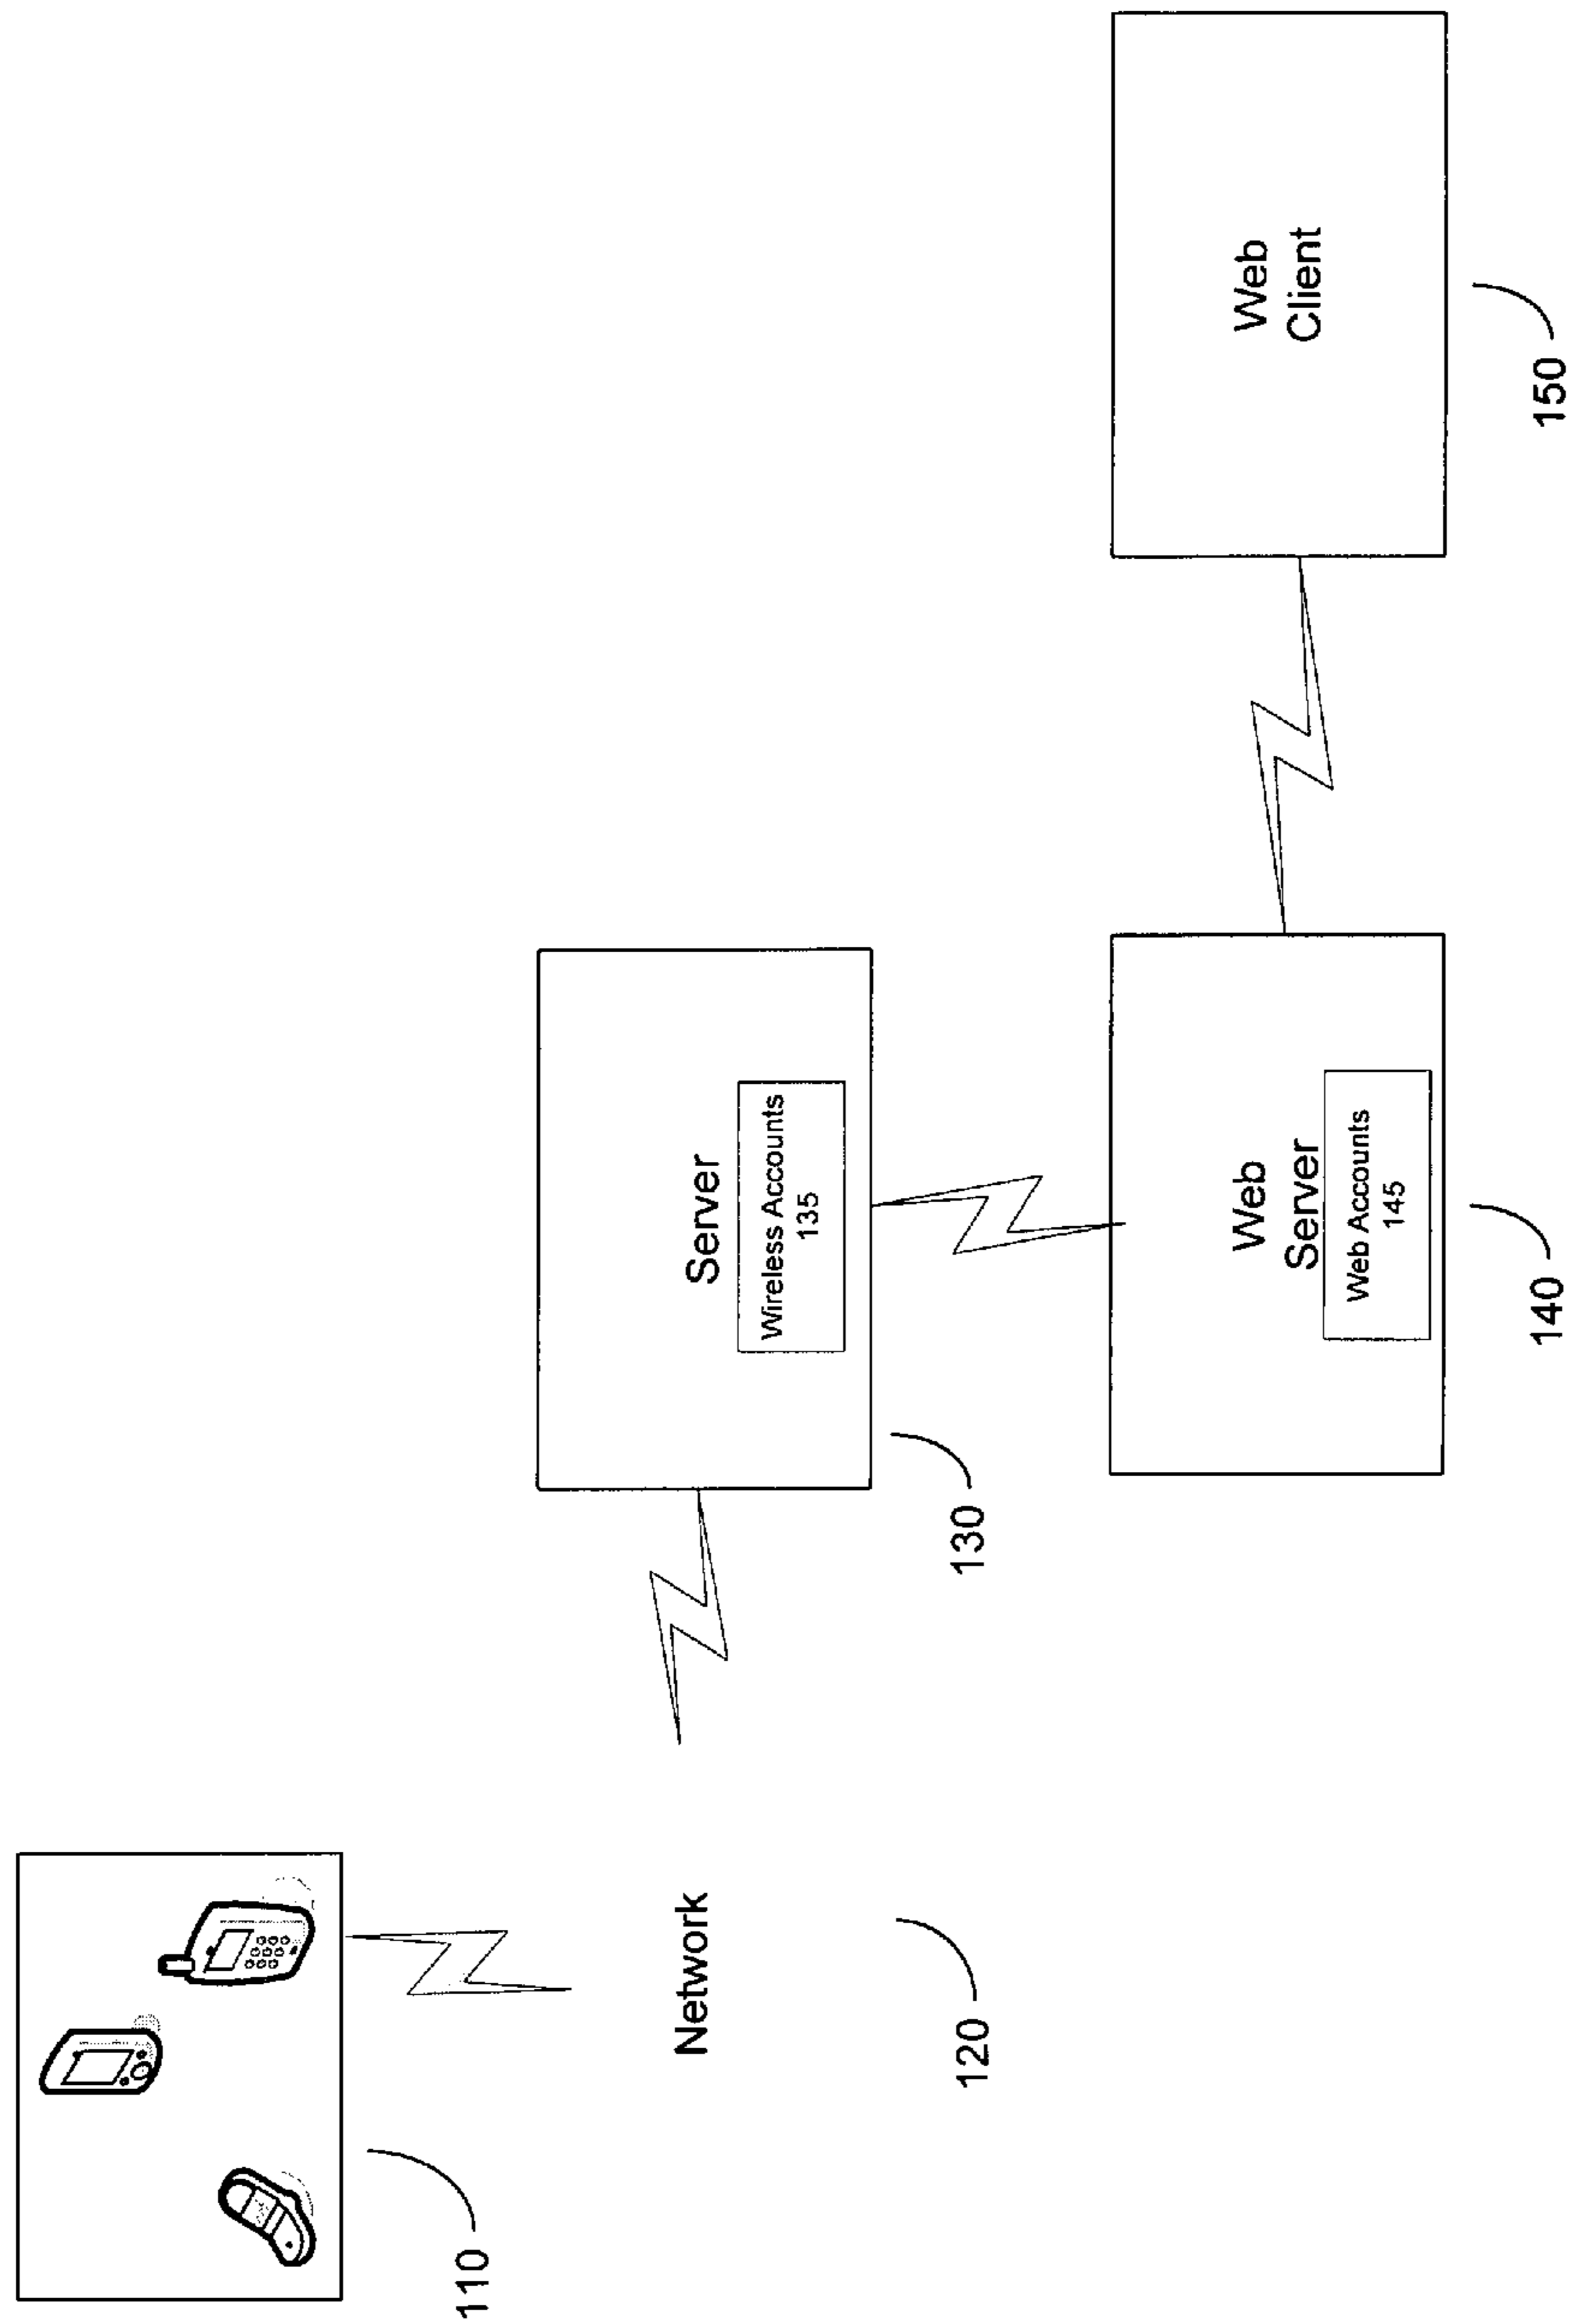 110
Network
120
Server
Wireless Accounts
135
130
Web
Server
Web Accounts
145
140
Web
Client
150